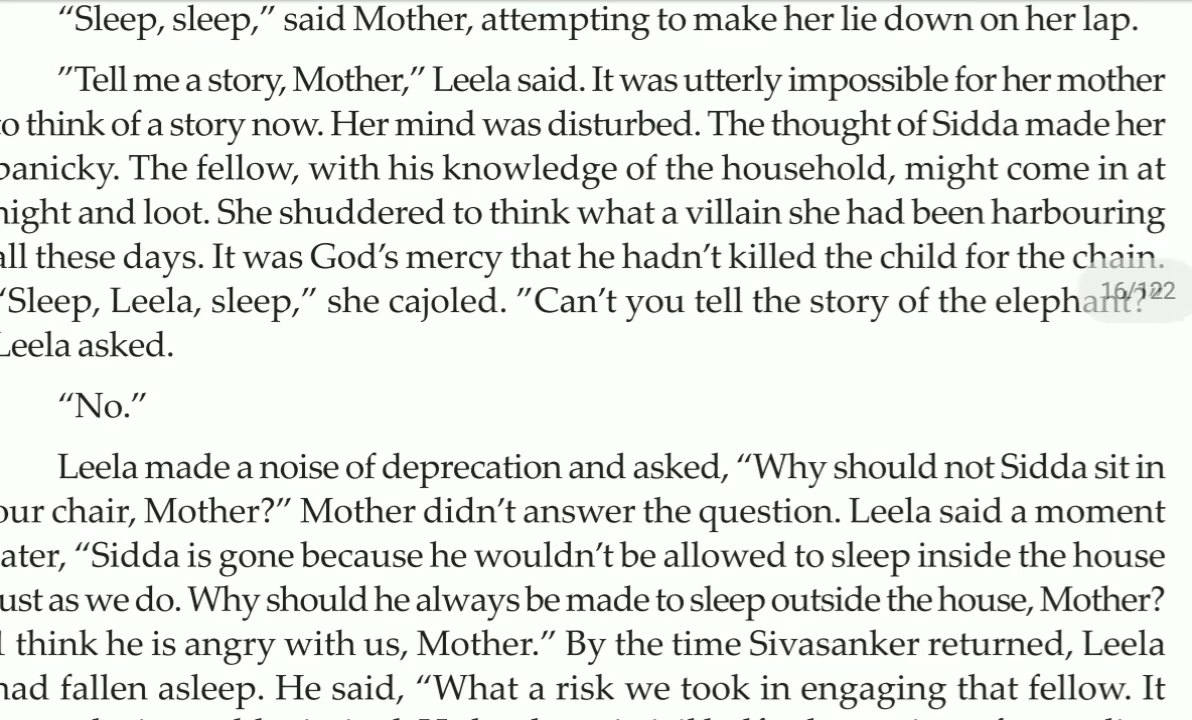 “Sleep, sleep,” said Mother, attempting to make her lie down on her lap.
”Tell me a story, Mother,” Leela said. It was utterly impossible for her mother
to think of a story now. Her mind was disturbed. The thought of Sidda made her
panicky. The fellow, with his knowledge of the household, might come in at
night and loot. She shuddered to think what a villain she had been harbouring
all these days. It was God’s mercy that he hadn’t killed the child for the chain.
“Sleep, Leela, sleep,” she cajoled. ”Can’t you tell the story of the elephant?”
16/122
Leela asked.
“No.”
Leela made a noise of deprecation and asked, “Why should not Sidda sit in
our chair, Mother?” Mother didn’t answer the question. Leela said a moment
later, “Sidda is gone because he wouldn’t be allowed to sleep inside the house
just as we do. Why should he always be made to sleep outside the house, Mother?
I think he is angry with us, Mother.” By the time Sivasanker returned, Leela
had fallen asleep. He said, “What a risk we took in engaging that fellow. It